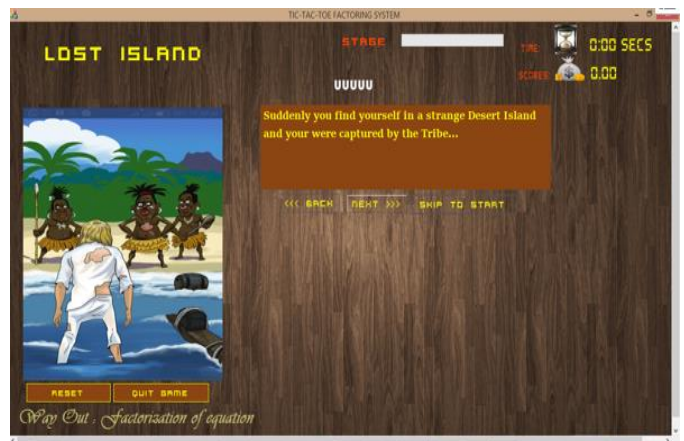 TIC-TAC-TOE FACTORING SYSTEM
LOST ISLAND
STAGE
TIME:
0:00 SECS
SCORES:
0.00
UUUUU
Suddenly you find yourself in a strange Desert Island
and your were captured by the Tribe...
<<< BACK
NEXT >>>
SKIP TO START
RESET
QUIT GAME
Way Out : Factorization of equation